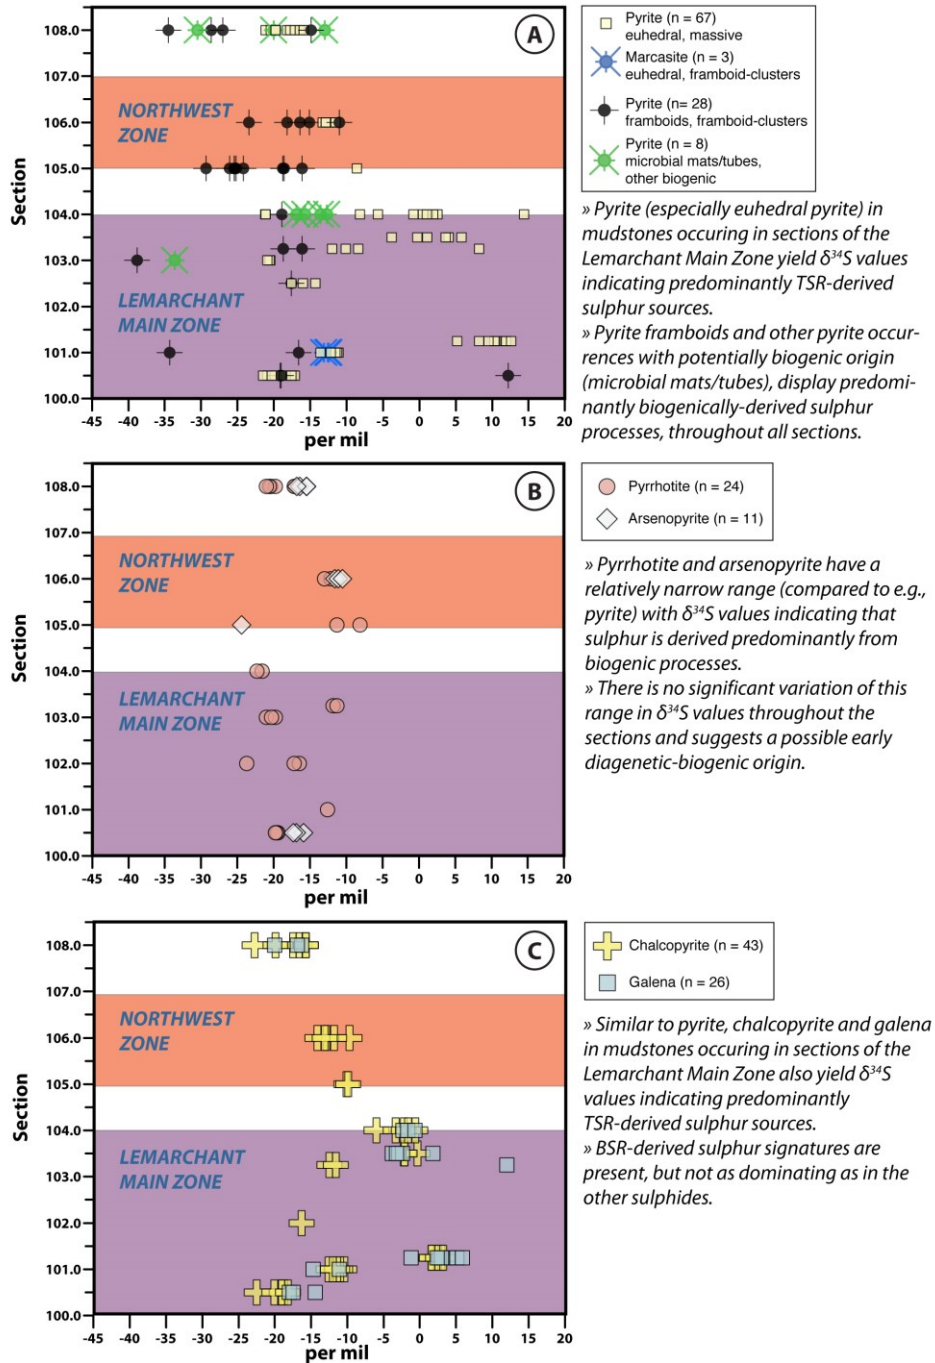 A
108.0
107.0
106.0
105.0
104.0
103.0
102.0
101.0
100.0
Section
NORTHWEST
ZONE
LEMARCHANT
MAIN ZONE
-45 -40 -35 -30 -25 -20 -15 -10 -5 0 5 10 15 20
per mil
Pyrite (n = 67)
euhedral, massive
Marcasite (n = 3)
euhedral, framboid-clusters
Pyrite (n= 28)
framboids, framboid-clusters
Pyrite (n = 8)
microbial mats/tubes,
other biogenic
» Pyrite (especially euhedral pyrite) in
mudstones occuring in sections of the
Lemarchant Main Zone yield δ³⁴S values
indicating predominantly TSR-derived
sulphur sources.
» Pyrite framboids and other pyrite occur-
rences with potentially biogenic origin
(microbial mats/tubes), display predomi-
nantly biogenically-derived sulphur
processes, throughout all sections.
B
108.0
107.0
106.0
105.0
104.0
103.0
102.0
101.0
100.0
Section
NORTHWEST
ZONE
LEMARCHANT
MAIN ZONE
-45 -40 -35 -30 -25 -20 -15 -10 -5 0 5 10 15 20
per mil
Pyrrhotite (n = 24)
Arsenopyrite (n = 11)
» Pyrrhotite and arsenopyrite have a
relatively narrow range (compared to e.g.,
pyrite) with δ³⁴S values indicating that
sulphur is derived predominantly from
biogenic processes.
» There is no significant variation of this
range in δ³⁴S values throughout the
sections and suggests a possible early
diagenetic-biogenic origin.
C
108.0
107.0
106.0
105.0
104.0
103.0
102.0
101.0
100.0
Section
NORTHWEST
ZONE
LEMARCHANT
MAIN ZONE
-45 -40 -35 -30 -25 -20 -15 -10 -5 0 5 10 15 20
per mil
Chalcopyrite (n = 43)
Galena (n = 26)
» Similar to pyrite, chalcopyrite and galena
in mudstones occuring in sections of the
Lemarchant Main Zone also yield δ³⁴S
values indicating predominantly
TSR-derived sulphur sources.
» BSR-derived sulphur signatures are
present, but not as dominating as in the
other sulphides.